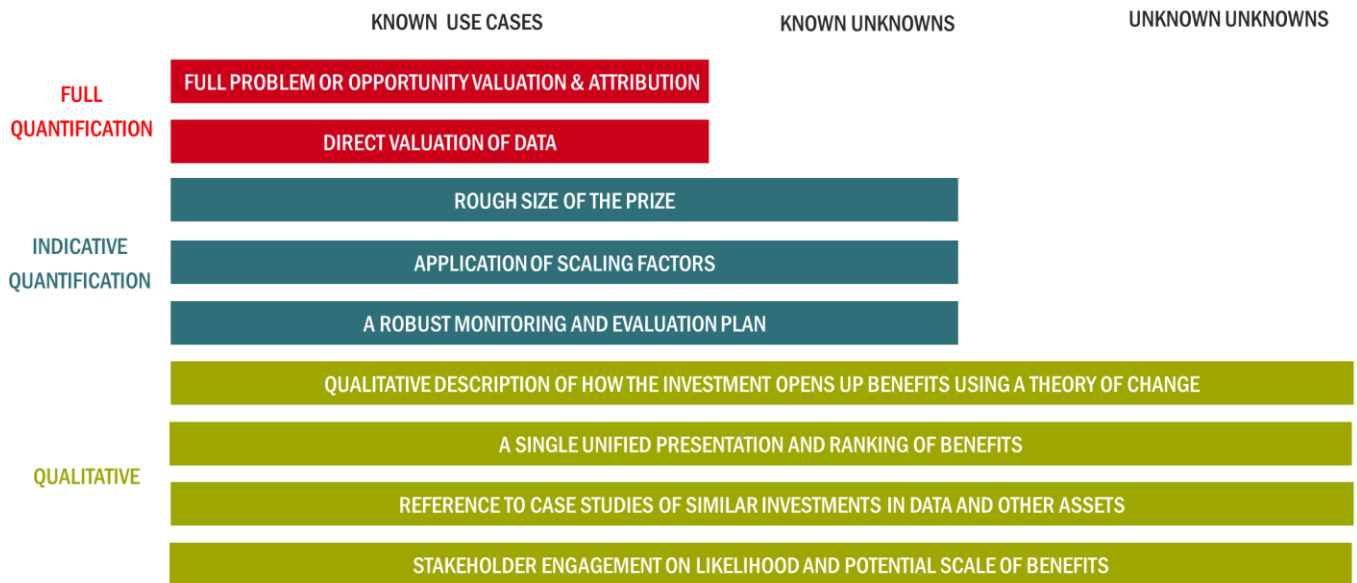 KNOWN USE CASES
KNOWN UNKNOWNS
UNKNOWN UNKNOWNS
FULL
QUANTIFICATION
FULL PROBLEM OR OPPORTUNITY VALUATION & ATTRIBUTION
DIRECT VALUATION OF DATA
INDICATIVE
QUANTIFICATION
ROUGH SIZE OF THE PRIZE
APPLICATION OF SCALING FACTORS
A ROBUST MONITORING AND EVALUATION PLAN
QUALITATIVE
QUALITATIVE DESCRIPTION OF HOW THE INVESTMENT OPENS UP BENEFITS USING A THEORY OF CHANGE
A SINGLE UNIFIED PRESENTATION AND RANKING OF BENEFITS
REFERENCE TO CASE STUDIES OF SIMILAR INVESTMENTS IN DATA AND OTHER ASSETS
STAKEHOLDER ENGAGEMENT ON LIKELIHOOD AND POTENTIAL SCALE OF BENEFITS